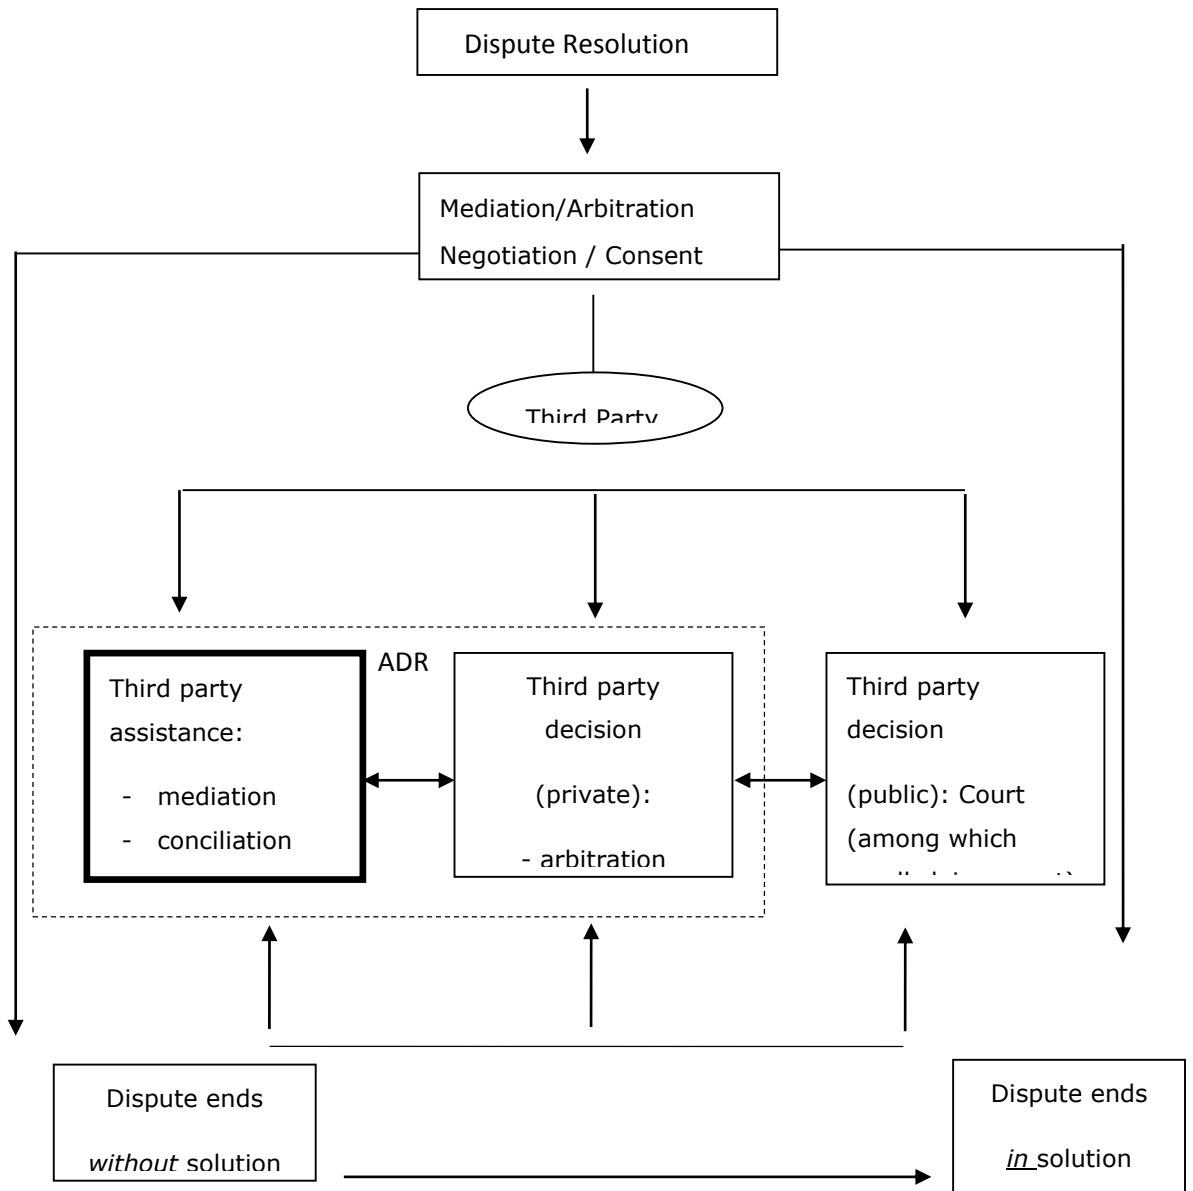 Dispute Resolution
Mediation/Arbitration
Negotiation / Consent
Third Party
ADR
Third party
assistance:
- mediation
- conciliation
Third party
decision
(private):
- arbitration
Third party
decision
(public): Court
(among which
Dispute ends
without solution
Dispute ends
in solution